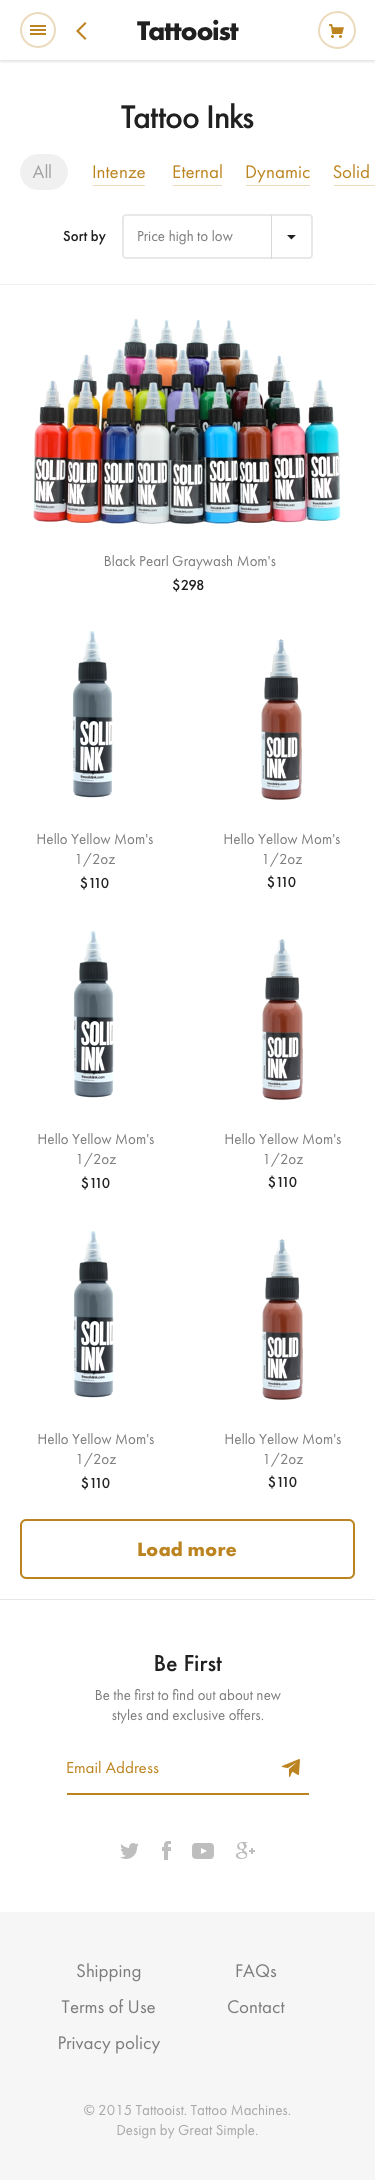 Tattooist
Tattoo Inks
All Intenze Eternal Dynamic Solid
Sort by Price high to low
SOLID INK SOLID INK SOLID INK SOLID INK SOLID INK SOLID INK SOLID INK SOLID INK SOLID INK
Black Pearl Graywash Mom's
$298
SOLID INK
SOLID INK
Hello Yellow Mom's
1/2oz
$110
Hello Yellow Mom's
1/2oz
$110
SOLID INK
SOLID INK
Hello Yellow Mom's
1/2oz
$110
Hello Yellow Mom's
1/2oz
$110
SOLID INK
SOLID INK
Hello Yellow Mom's
1/2oz
$110
Hello Yellow Mom's
1/2oz
$110
Load more
Be First
Be the first to find out about new
styles and exclusive offers.
Email Address
Shipping FAQs
Terms of Use Contact
Privacy policy
© 2015 Tattooist. Tattoo Machines.
Design by Great Simple.